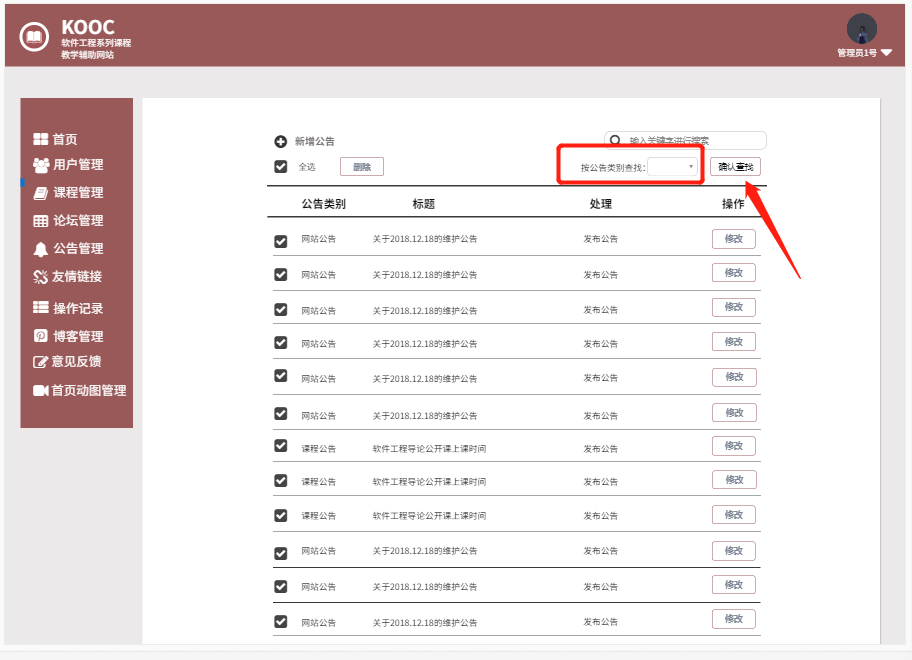 KOOC
软件工程系列课程
教学辅助网站
管理员1号
首页
用户管理
课程管理
论坛管理
公告管理
友情链接
操作记录
博客管理
意见反馈
首页动图管理
新增公告
输入关键字进行搜索
全选 删除 按公告类别查找: 确认查找
公告类别 标题 处理 操作
网站公告 关于2018.12.18的维护公告 发布公告 修改
网站公告 关于2018.12.18的维护公告 发布公告 修改
网站公告 关于2018.12.18的维护公告 发布公告 修改
网站公告 关于2018.12.18的维护公告 发布公告 修改
网站公告 关于2018.12.18的维护公告 发布公告 修改
网站公告 关于2018.12.18的维护公告 发布公告 修改
课程公告 软件工程导论公开课上课时间 发布公告 修改
课程公告 软件工程导论公开课上课时间 发布公告 修改
课程公告 软件工程导论公开课上课时间 发布公告 修改
网站公告 关于2018.12.18的维护公告 发布公告 修改
网站公告 关于2018.12.18的维护公告 发布公告 修改
网站公告 关于2018.12.18的维护公告 发布公告 修改